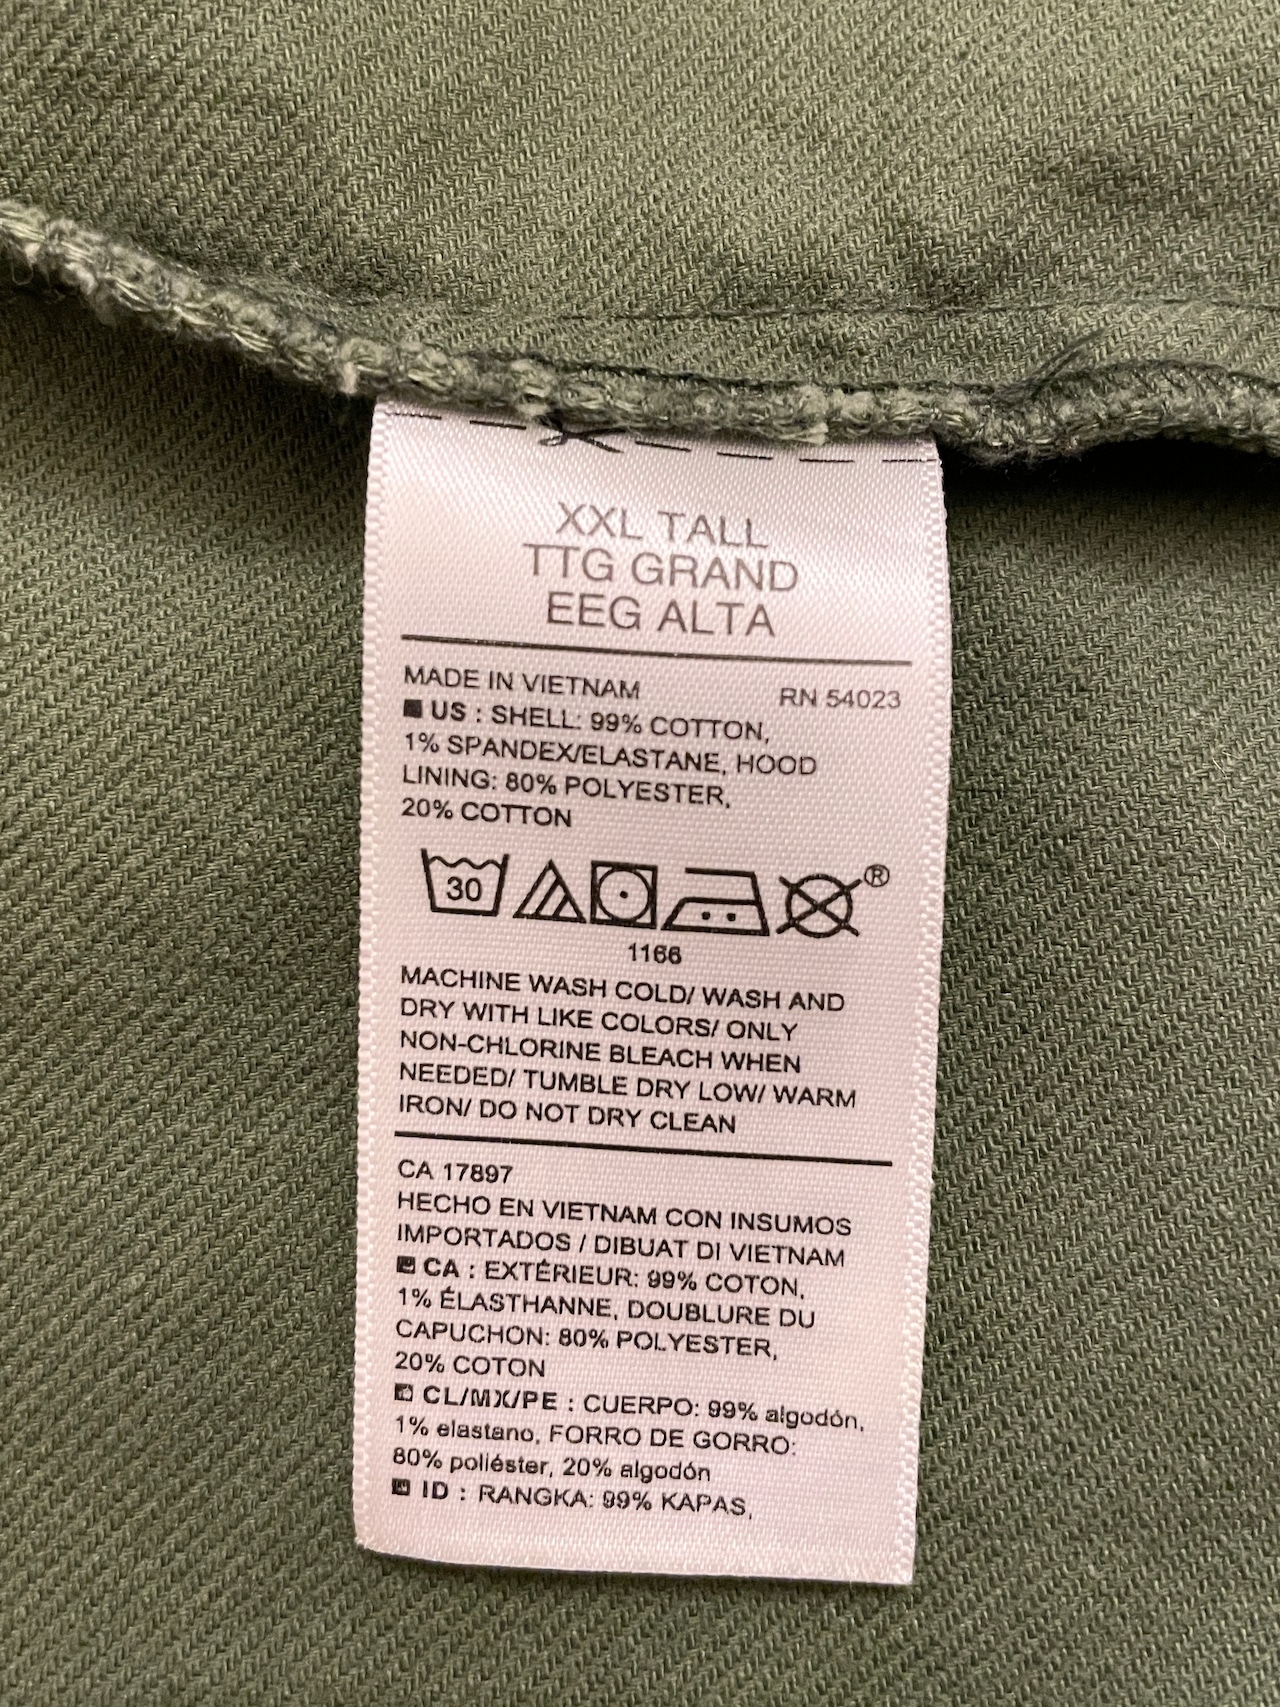 XXL TALL
TTG GRAND
EEG ALTA
MADE IN VIETNAM RN 54023
US : SHELL: 99% COTTON,
1% SPANDEX/ELASTANE, HOOD
LINING: 80% POLYESTER,
20% COTTON
30 ®
1166
MACHINE WASH COLD/ WASH AND
DRY WITH LIKE COLORS/ ONLY
NON-CHLORINE BLEACH WHEN
NEEDED/ TUMBLE DRY LOW/ WARM
IRON/ DO NOT DRY CLEAN
CA 17897
HECHO EN VIETNAM CON INSUMOS
IMPORTADOS / DIBUAT DI VIETNAM
CA : EXTÉRIEUR: 99% COTON,
1% ÉLASTHANNE, DOUBLURE DU
CAPUCHON: 80% POLYESTER,
20% COTON
CL/MX/PE : CUERPO: 99% algodón,
1% elastano, FORRO DE GORRO:
80% poliéster, 20% algodón
ID : RANGKA: 99% KAPAS,